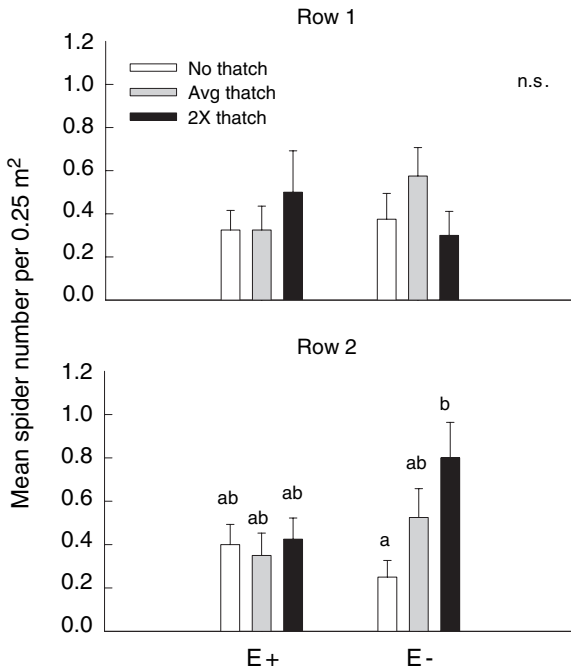 Row 1
Mean spider number per 0.25 m²
1.2
1.0
0.8
0.6
0.4
0.2
0.0
No thatch
Avg thatch
2X thatch
n.s.
Row 2
1.2
1.0
0.8
0.6
0.4
0.2
0.0
ab
ab
ab
a
ab
b
E+
E-